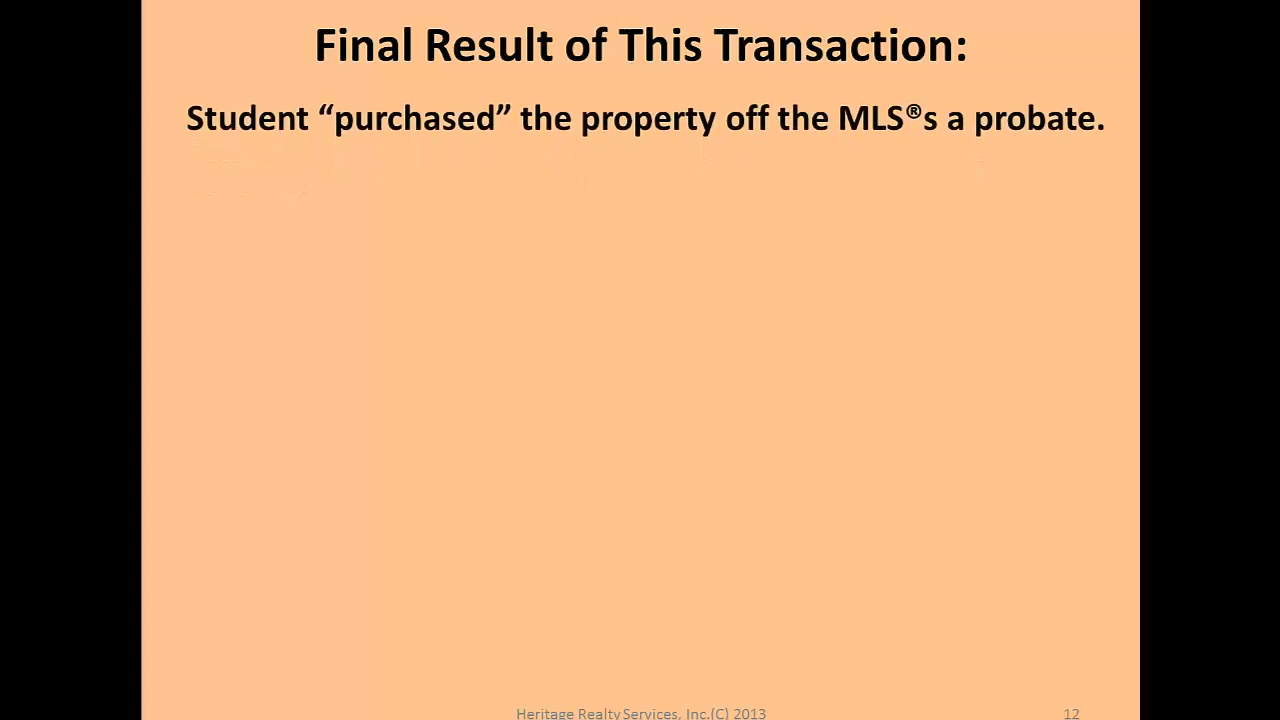 Final Result of This Transaction:
Student “purchased” the property off the MLS®s a probate.
Heritage Realty Services, Inc.(C) 2013
12